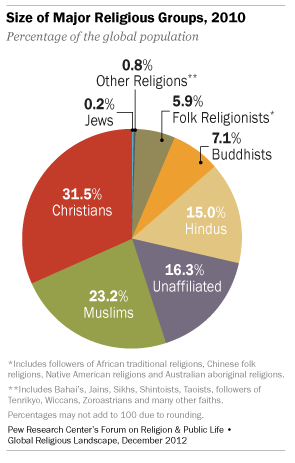 Size of Major Religious Groups, 2010
Percentage of the global population
0.8%
Other Religions**
0.2%
Jews
5.9%
Folk Religionists*
7.1%
Buddhists
31.5%
Christians
15.0%
Hindus
16.3%
Unaffiliated
23.2%
Muslims
*Includes followers of African traditional religions, Chinese folk
religions, Native American religions and Australian aboriginal religions.
**Includes Bahai's, Jains, Sikhs, Shintoists, Taoists, followers of
Tenrikyo, Wiccans, Zoroastrians and many other faiths.
Percentages may not add to 100 due to rounding.
Pew Research Center's Forum on Religion & Public Life •
Global Religious Landscape, December 2012